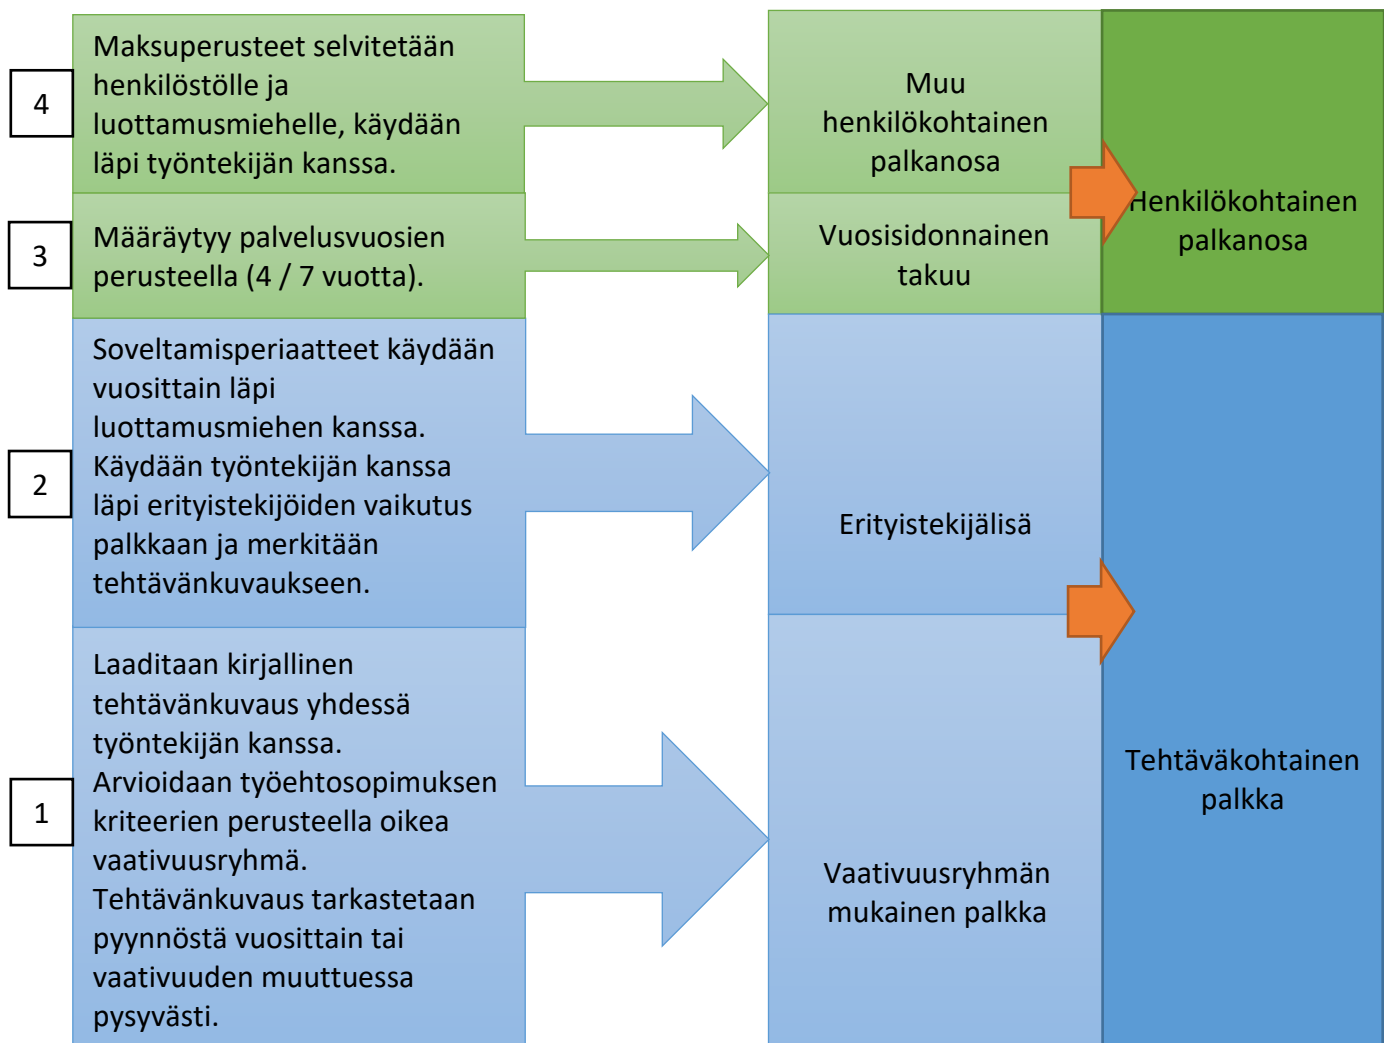 4
Maksuperusteet selvitetään
henkilöstölle ja
luottamusmiehelle, käydään
läpi työntekijän kanssa.
Muu
henkilökohtainen
palkanosa
Henkilökohtainen
palkanosa
3
Määräytyy palvelusvuosien
perusteella (4 / 7 vuotta).
Vuosisidonnainen
takuu
2
Soveltamisperiaatteet käydään
vuosittain läpi
luottamusmiehen kanssa.
Käydään työntekijän kanssa
läpi erityistekijöiden vaikutus
palkkaan ja merkitään
tehtävänkuvaukseen.
Erityistekijälisä
1
Laaditaan kirjallinen
tehtävänkuvaus yhdessä
työntekijän kanssa.
Arvioidaan työehtosopimuksen
kriteerien perusteella oikea
vaativuusryhmä.
Tehtävänkuvaus tarkastetaan
pyynnöstä vuosittain tai
vaativuuden muuttuessa
pysyvästi.
Vaativuusryhmän
mukainen palkka
Tehtäväkohtainen
palkka